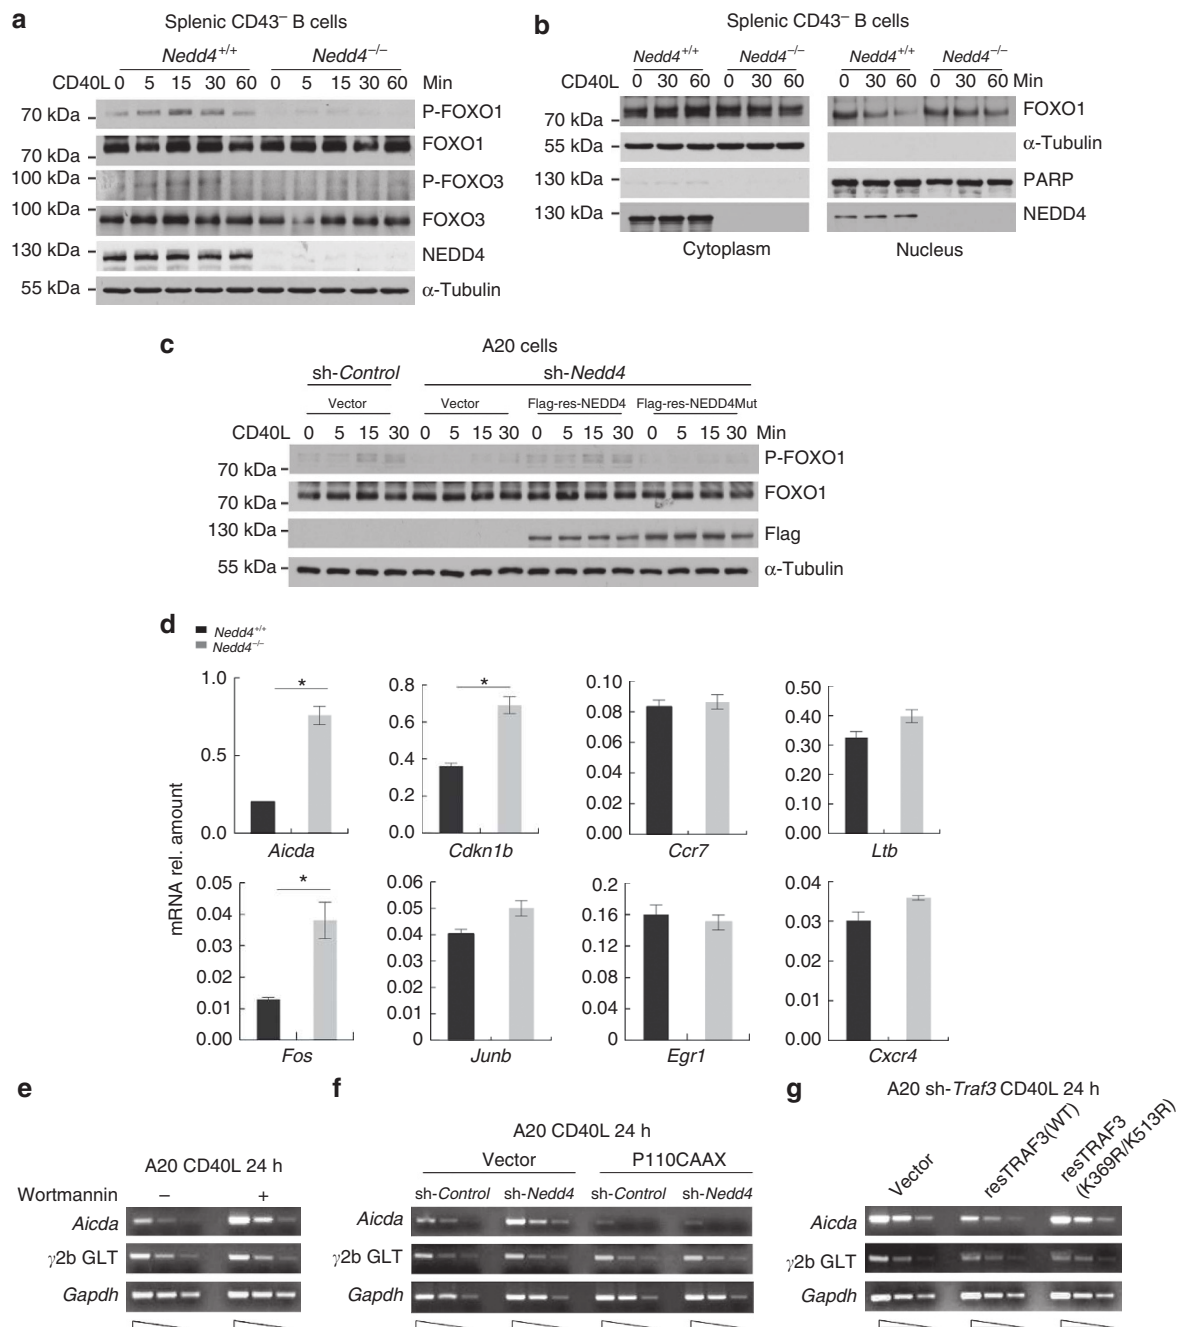 a
Splenic CD43⁻ B cells
Nedd4⁺/⁺ Nedd4⁻/⁻
CD40L 0 5 15 30 60 0 5 15 30 60 Min
70 kDa P-FOXO1
70 kDa FOXO1
100 kDa P-FOXO3
100 kDa FOXO3
130 kDa NEDD4
55 kDa α-Tubulin
b
Splenic CD43⁻ B cells
Nedd4⁺/⁺ Nedd4⁻/⁻ Nedd4⁺/⁺ Nedd4⁻/⁻
CD40L 0 30 60 0 30 60 0 30 60 0 30 60 Min
70 kDa FOXO1
55 kDa α-Tubulin
130 kDa PARP
130 kDa NEDD4
Cytoplasm Nucleus
c
A20 cells
sh-Control sh-Nedd4
Vector Vector Flag-res-NEDD4 Flag-res-NEDD4Mut
CD40L 0 5 15 30 0 5 15 30 0 5 15 30 0 5 15 30 Min
70 kDa P-FOXO1
70 kDa FOXO1
130 kDa Flag
55 kDa α-Tubulin
d
Nedd4⁺/⁺
Nedd4⁻/⁻
mRNA rel. amount
1.0
0.5
0.0
*
Aicda
0.8
0.6
0.4
0.2
0.0
*
Cdkn1b
0.10
0.08
0.06
0.04
0.02
0.00
Ccr7
0.50
0.40
0.30
0.20
0.10
0.00
Ltb
0.05
0.04
0.03
0.02
0.01
0.00
*
Fos
0.06
0.05
0.04
0.03
0.02
0.01
0
Junb
0.2
0.16
0.12
0.08
0.04
0
Egr1
0.04
0.03
0.02
0.01
0.00
Cxcr4
e
A20 CD40L 24 h
Wortmannin – +
Aicda
γ2b GLT
Gapdh
f
A20 CD40L 24 h
Vector P110CAAX
sh-Control sh-Nedd4 sh-Control sh-Nedd4
Aicda
γ2b GLT
Gapdh
g
A20 sh-Traf3 CD40L 24 h
Vector
resTRAF3(WT)
resTRAF3
(K369R/K513R)
Aicda
γ2b GLT
Gapdh